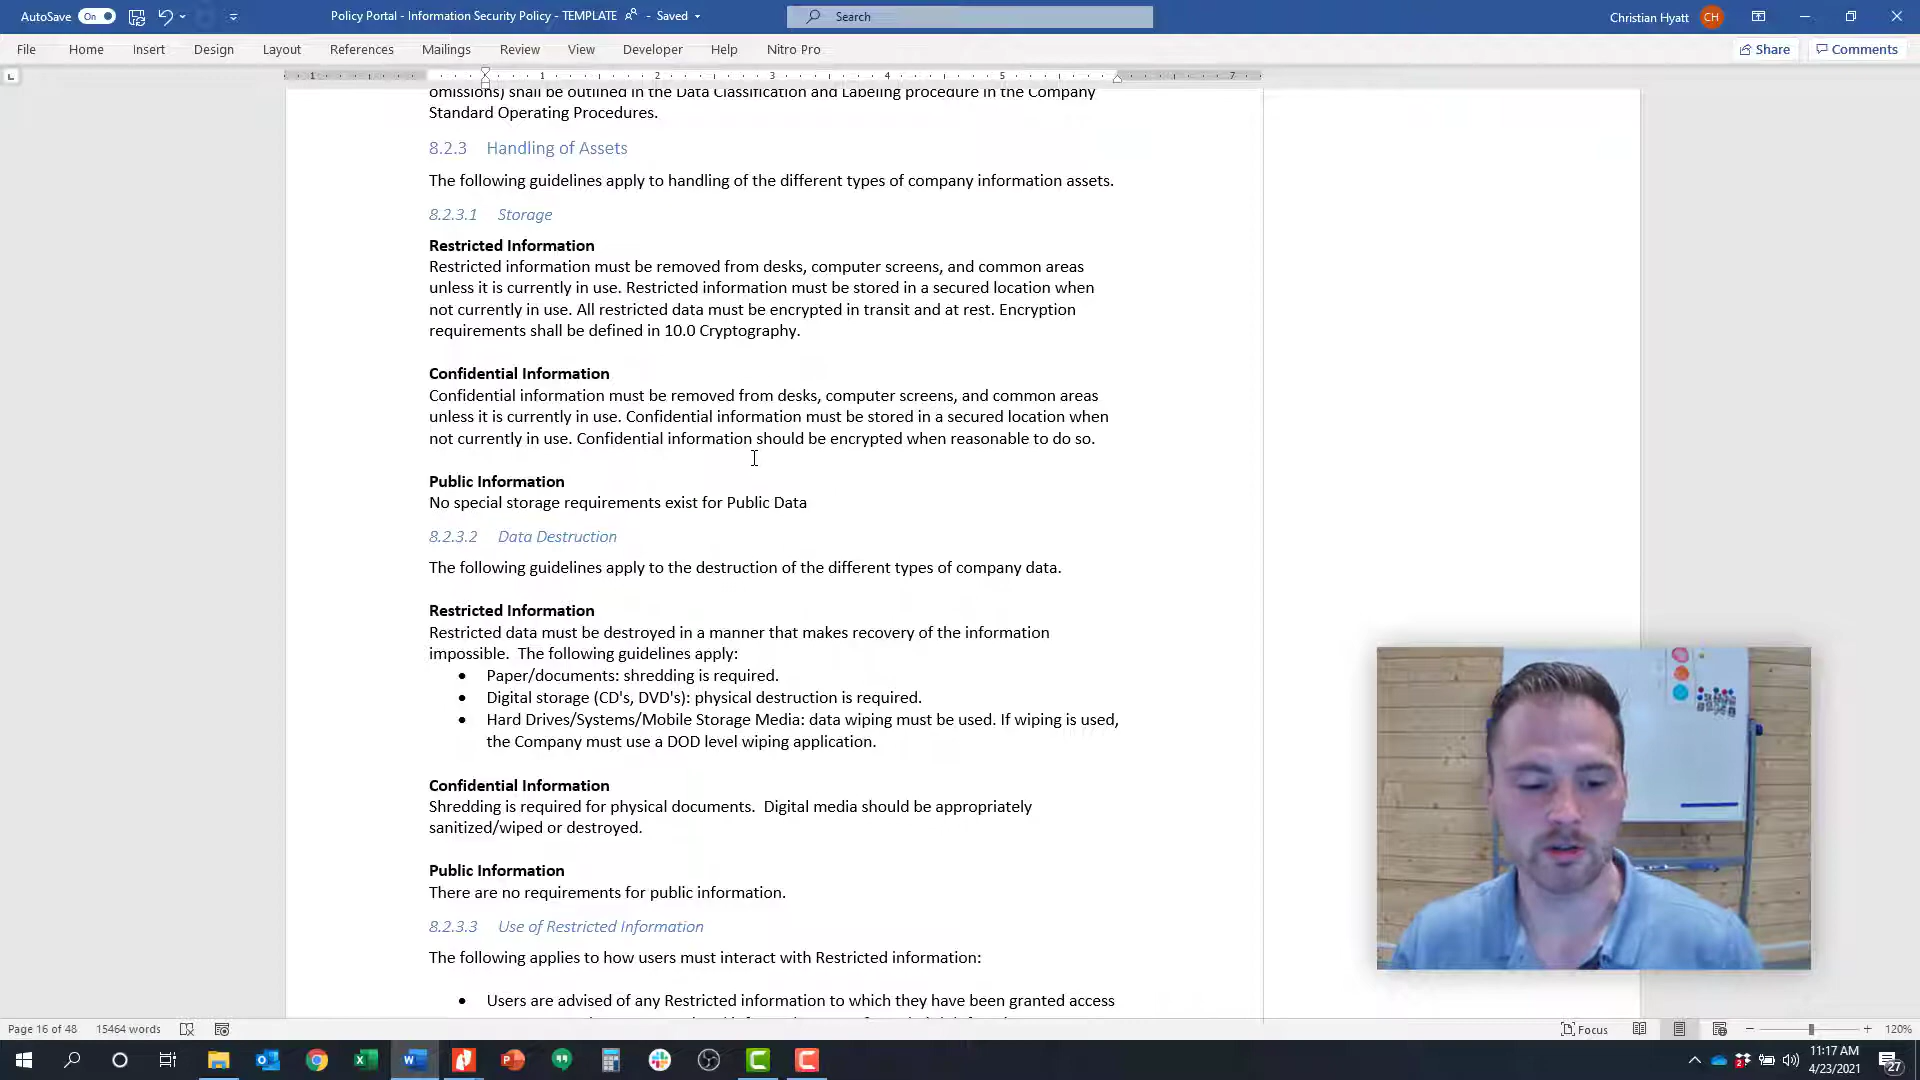 AutoSave On Policy Portal - Information Security Policy - TEMPLATE - Saved Search Christian Hyatt CH
File Home Insert Design Layout References Mailings Review View Developer Help Nitro Pro Share Comments
1 1 2 3 4 5 7
omissions) shall be outlined in the Data Classification and Labeling procedure in the Company
Standard Operating Procedures.
8.2.3 Handling of Assets
The following guidelines apply to handling of the different types of company information assets.
8.2.3.1 Storage
Restricted Information
Restricted information must be removed from desks, computer screens, and common areas
unless it is currently in use. Restricted information must be stored in a secured location when
not currently in use. All restricted data must be encrypted in transit and at rest. Encryption
requirements shall be defined in 10.0 Cryptography.
Confidential Information
Confidential information must be removed from desks, computer screens, and common areas
unless it is currently in use. Confidential information must be stored in a secured location when
not currently in use. Confidential information should be encrypted when reasonable to do so.
Public Information
No special storage requirements exist for Public Data
8.2.3.2 Data Destruction
The following guidelines apply to the destruction of the different types of company data.
Restricted Information
Restricted data must be destroyed in a manner that makes recovery of the information
impossible. The following guidelines apply:
• Paper/documents: shredding is required.
• Digital storage (CD's, DVD's): physical destruction is required.
• Hard Drives/Systems/Mobile Storage Media: data wiping must be used. If wiping is used,
the Company must use a DOD level wiping application.
Confidential Information
Shredding is required for physical documents. Digital media should be appropriately
sanitized/wiped or destroyed.
Public Information
There are no requirements for public information.
8.2.3.3 Use of Restricted Information
The following applies to how users must interact with Restricted information:
• Users are advised of any Restricted information to which they have been granted access
Page 16 of 48 15464 words Focus 120%
11:17 AM
4/23/2021
27